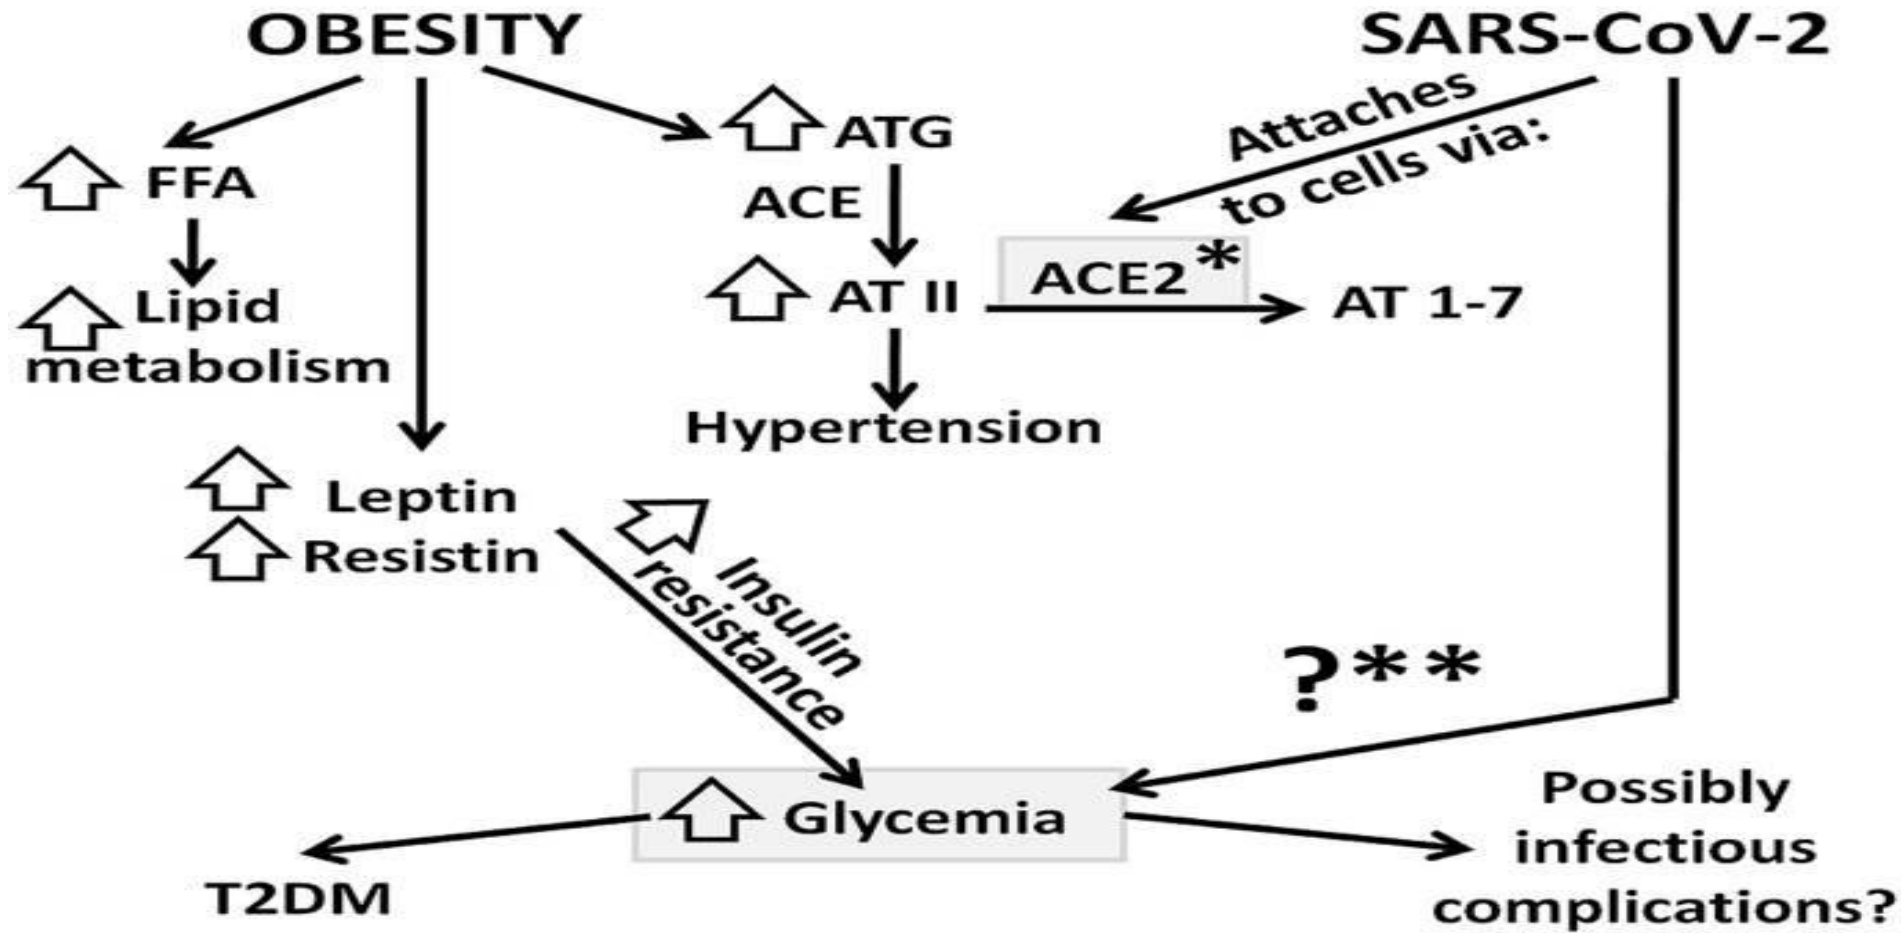 OBESITY
SARS-CoV-2
Attaches
to cells via:
ATG
FFA
ACE
ACE2*
Lipid
metabolism
AT II
AT 1-7
Hypertension
Leptin
Resistin
Insulin
resistance
?**
Glycemia
Possibly
infectious
complications?
T2DM